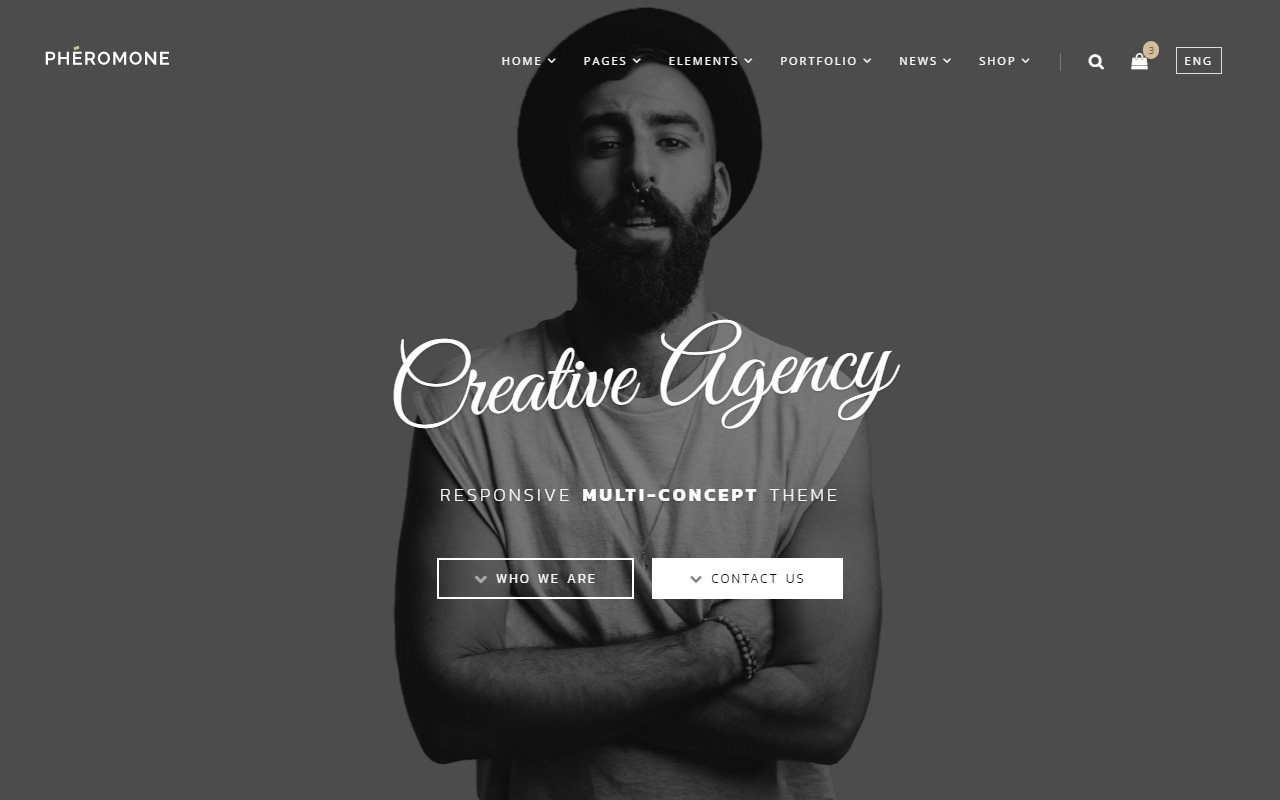 PHÉROMONE
HOME PAGES ELEMENTS PORTFOLIO NEWS SHOP 3 ENG
Creative Agency
RESPONSIVE MULTI-CONCEPT THEME
WHO WE ARE CONTACT US